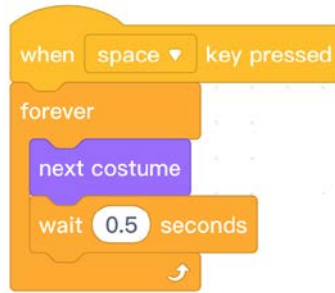 when space key pressed
forever
next costume
wait 0.5 seconds